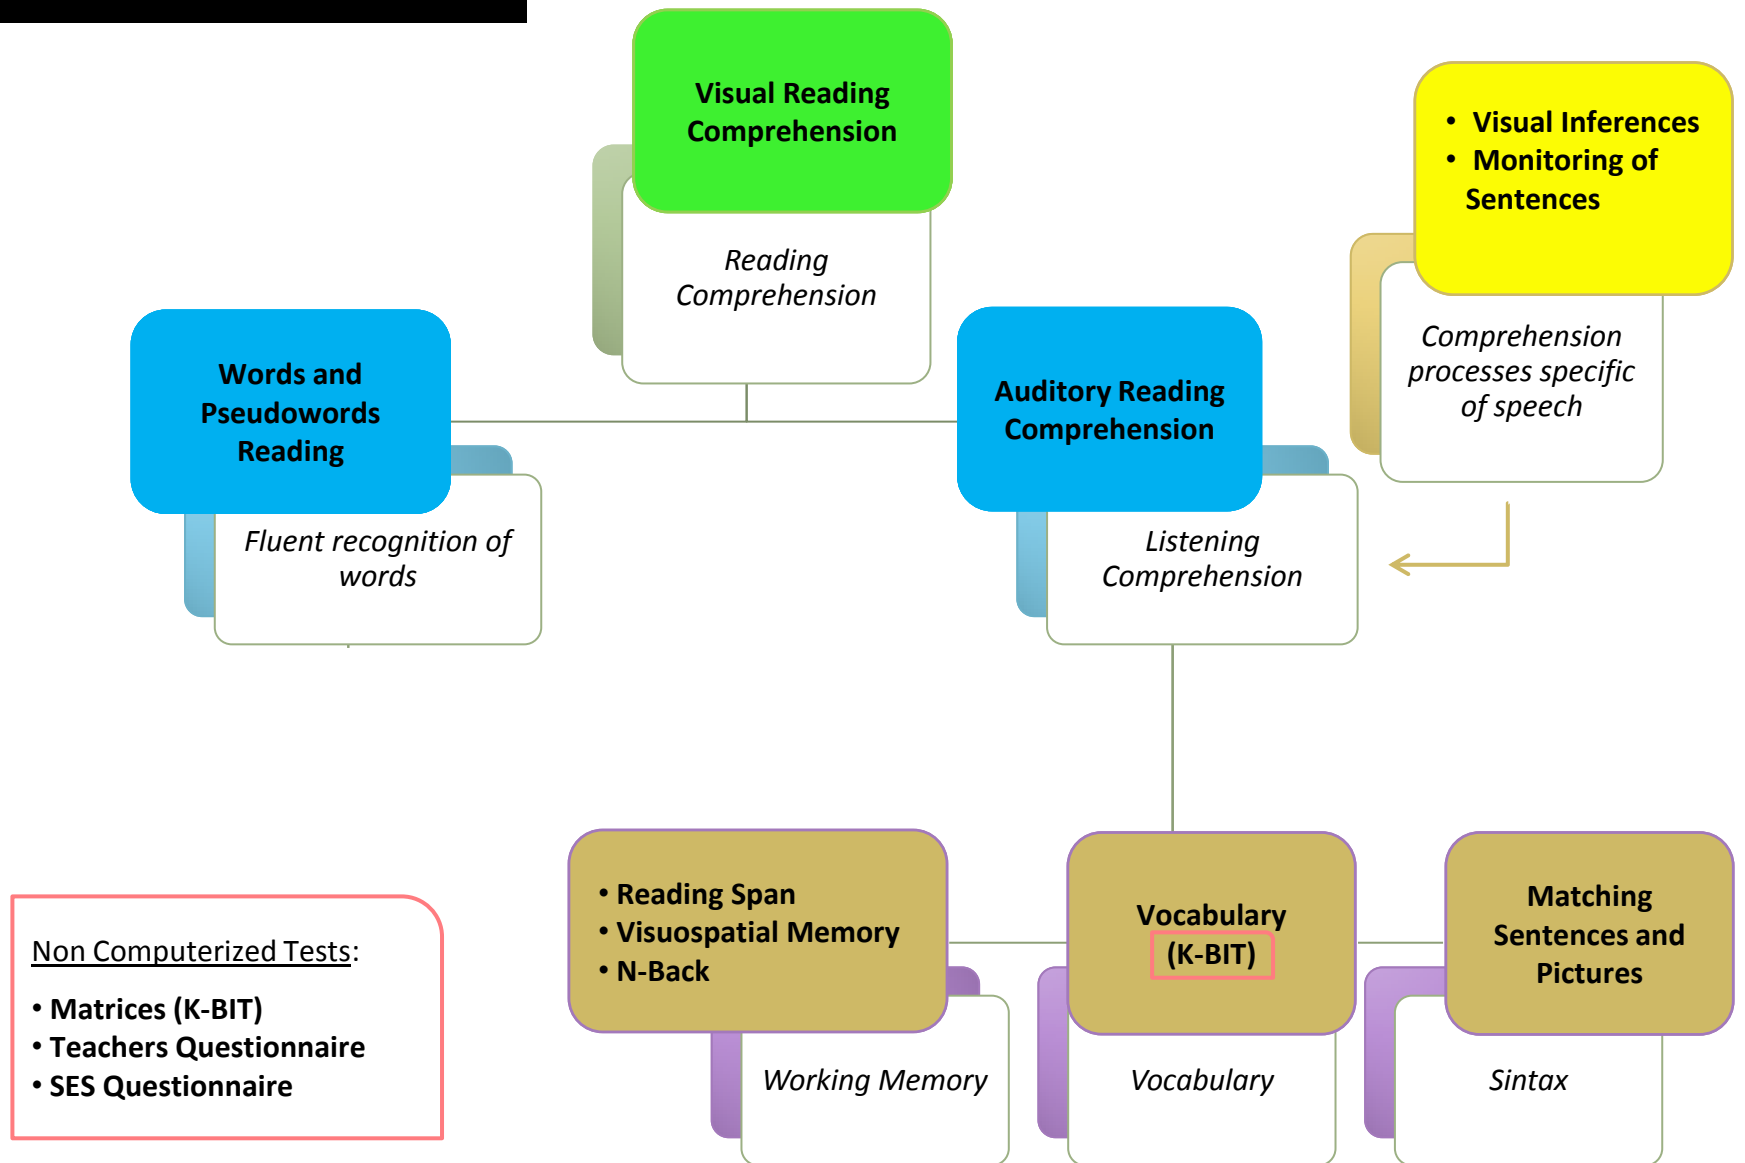 Visual Reading
Comprehension
Reading
Comprehension
• Visual Inferences
• Monitoring of
Sentences
Comprehension
processes specific
of speech
Words and
Pseudowords
Reading
Fluent recognition of
words
Auditory Reading
Comprehension
Listening
Comprehension
• Reading Span
• Visuospatial Memory
• N-Back
Working Memory
Vocabulary
(K-BIT)
Vocabulary
Matching
Sentences and
Pictures
Sintax
Non Computerized Tests:
• Matrices (K-BIT)
• Teachers Questionnaire
• SES Questionnaire